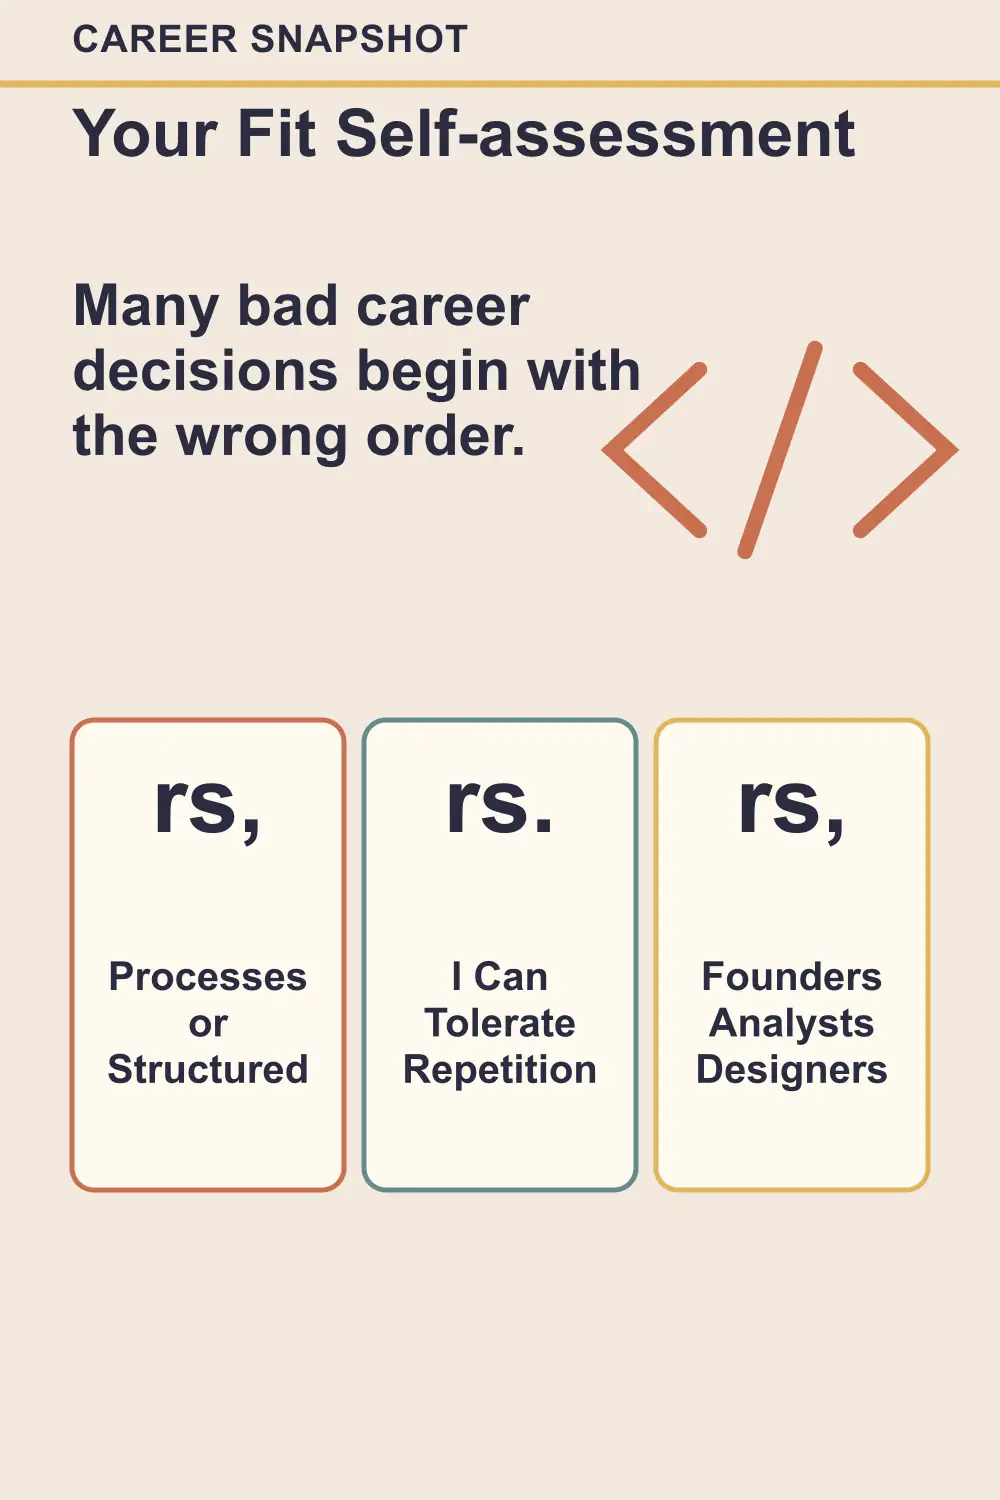 CAREER SNAPSHOT
Your Fit Self-assessment
Many bad career
decisions begin with
the wrong order.
</>
rs,
Processes
or
Structured
rs.
I Can
Tolerate
Repetition
rs,
Founders
Analysts
Designers